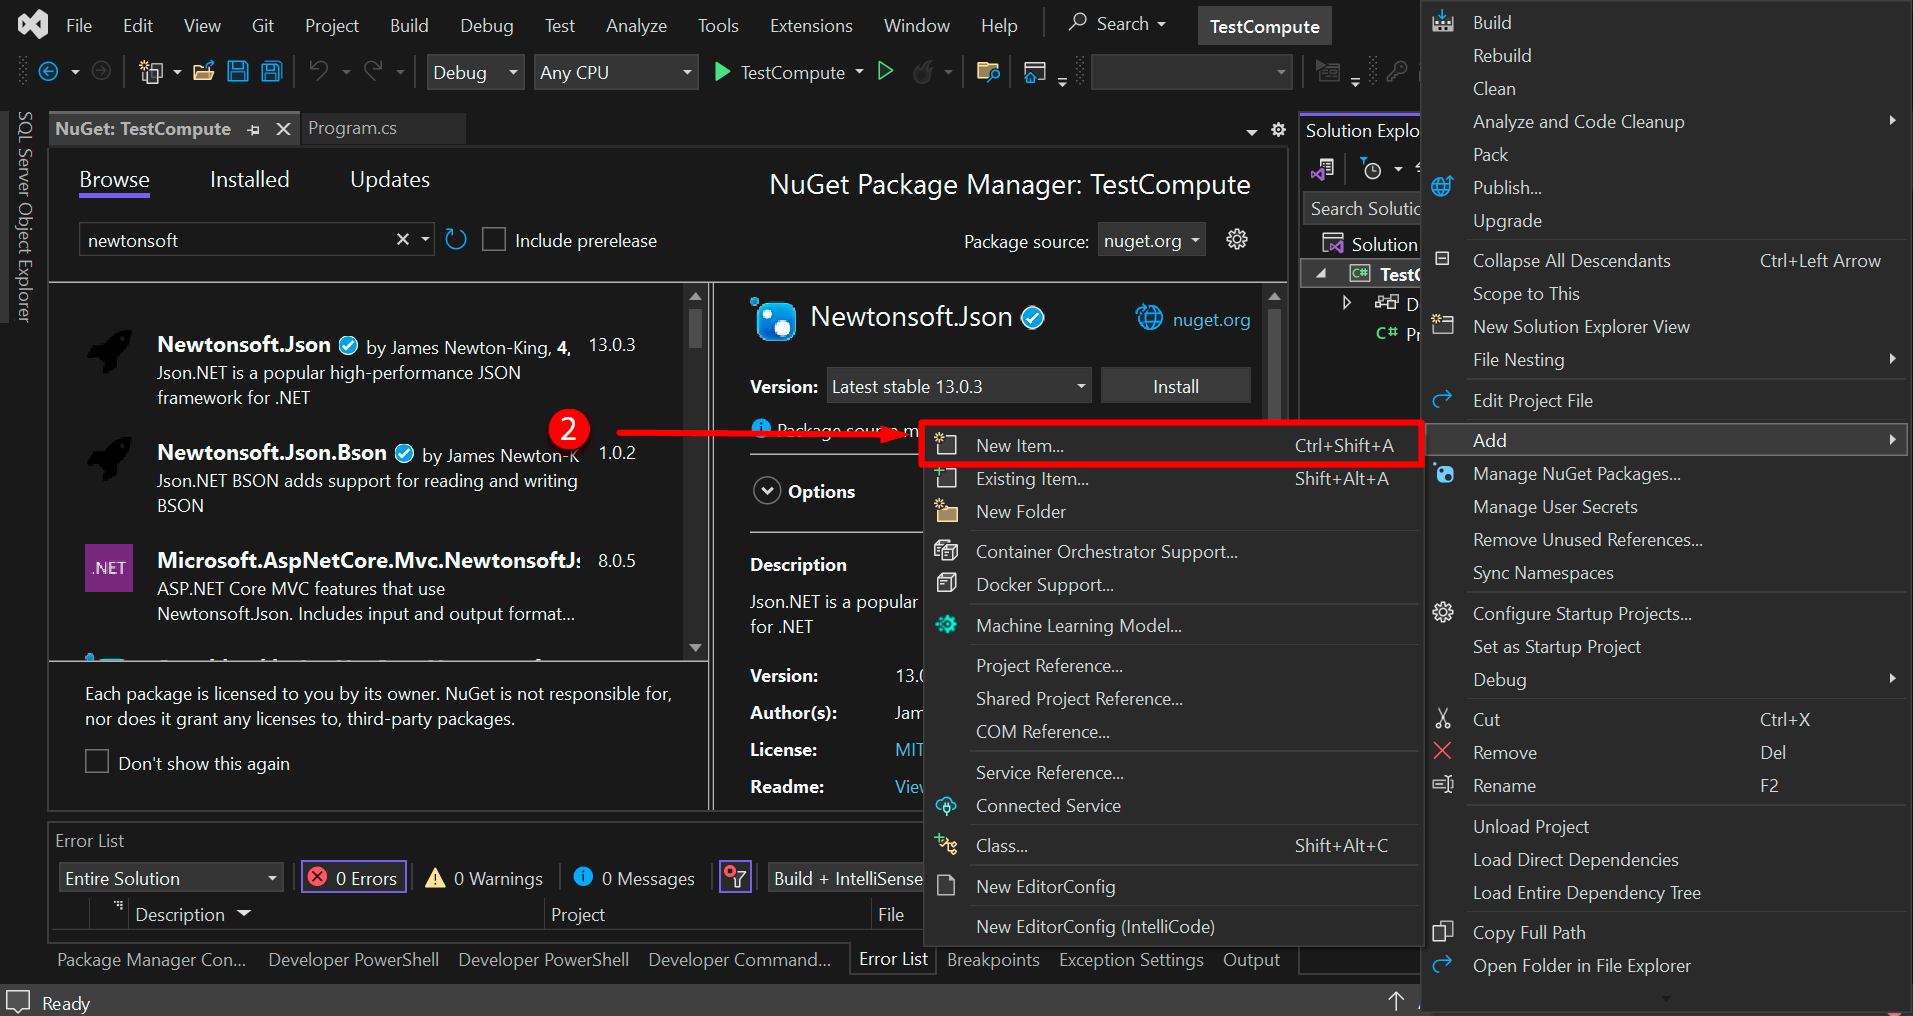 File Edit View Git Project Build Debug Test Analyze Tools Extensions Window Help Search TestCompute
Debug Any CPU TestCompute
SQL Server Object Explorer
NuGet: TestCompute Program.cs
Browse Installed Updates
NuGet Package Manager: TestCompute
newtonsoft
Include prerelease
Package source: nuget.org
Newtonsoft.Json by James Newton-King, 4, 13.0.3
Json.NET is a popular high-performance JSON
framework for .NET
Newtonsoft.Json.Bson by James Newton-K 1.0.2
Json.NET BSON adds support for reading and writing
BSON
.NET
Microsoft.AspNetCore.Mvc.NewtonsoftJs 8.0.5
ASP.NET Core MVC features that use
Newtonsoft.Json. Includes input and output format...
Each package is licensed to you by its owner. NuGet is not responsible for,
nor does it grant any licenses to, third-party packages.
Don't show this again
Newtonsoft.Json nuget.org
Version: Latest stable 13.0.3 Install
Package source m
Options
Description
Json.NET is a popular
for .NET
Version: 13.0
Author(s): Jam
License: MIT
Readme: View
2
New Item... Ctrl+Shift+A
Existing Item... Shift+Alt+A
New Folder
Container Orchestrator Support...
Docker Support...
Machine Learning Model...
Project Reference...
Shared Project Reference...
COM Reference...
Service Reference...
Connected Service
Class... Shift+Alt+C
New EditorConfig
New EditorConfig (IntelliCode)
Solution Explo
Search Solutio
Solution
C# TestC
D
C# Pr
Build
Rebuild
Clean
Analyze and Code Cleanup
Pack
Publish...
Upgrade
Collapse All Descendants Ctrl+Left Arrow
Scope to This
New Solution Explorer View
File Nesting
Edit Project File
Add
Manage NuGet Packages...
Manage User Secrets
Remove Unused References...
Sync Namespaces
Configure Startup Projects...
Set as Startup Project
Debug
Cut Ctrl+X
Remove Del
Rename F2
Unload Project
Load Direct Dependencies
Load Entire Dependency Tree
Copy Full Path
Open Folder in File Explorer
Error List
Entire Solution 0 Errors 0 Warnings 0 Messages Build + IntelliSense
Description Project File
Package Manager Con... Developer PowerShell Developer PowerShell Developer Command... Error List Breakpoints Exception Settings Output
Ready